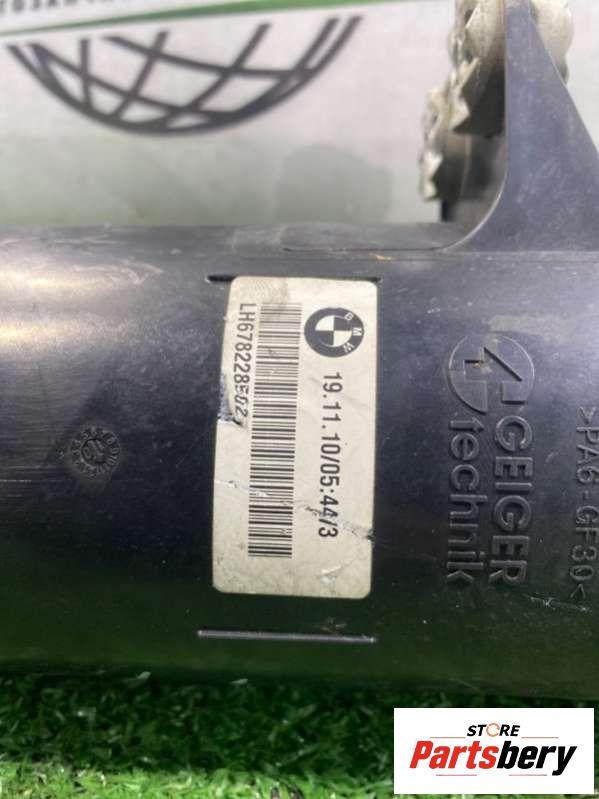 BMW
19.11.10/05:44/3
LH678228502
GEIGER
technik
>PA6-GF30<
STORE
Partsbery